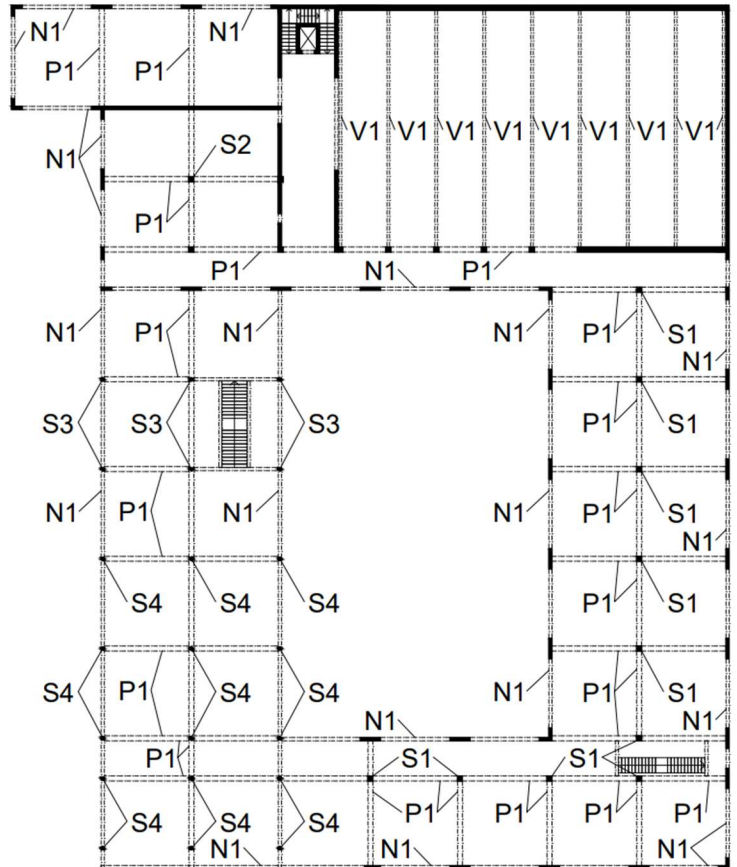 N1 N1
P1 P1
V1 V1 V1 V1 V1 V1 V1 V1
S2
N1
P1
P1 N1 P1
N1 P1 N1 N1 P1 S1
N1
S3 S3 S3 P1 S1
N1 P1 N1 N1 P1 S1
N1
S4 S4 S4 P1 S1
S4 P1 S4 S4 N1 P1 S1
N1
N1
P1 S1 S1
S4 S4 S4 P1 P1 P1 P1
N1 N1 N1